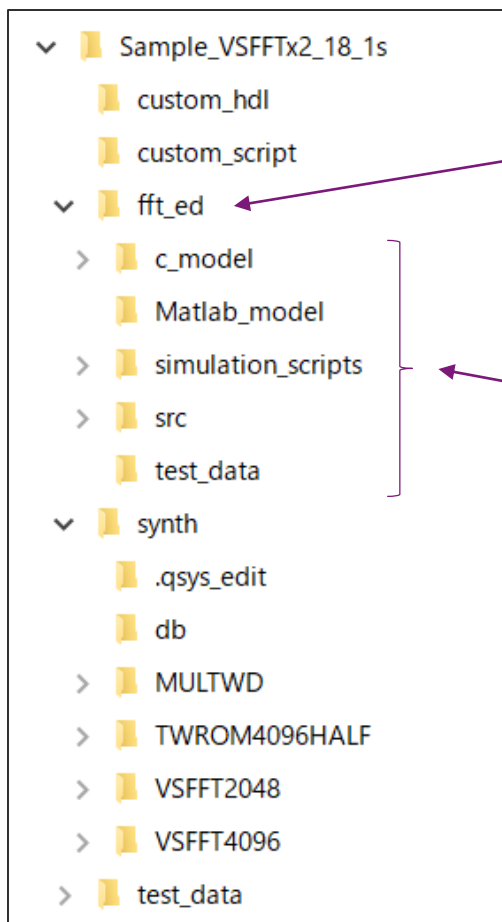 Sample_VSFFTx2_18_1s
custom_hdl
custom_script
fft_ed
c_model
Matlab_model
simulation_scripts
src
test_data
synth
.qsys_edit
db
MULTWD
TWROM4096HALF
VSFFT2048
VSFFT4096
test_data